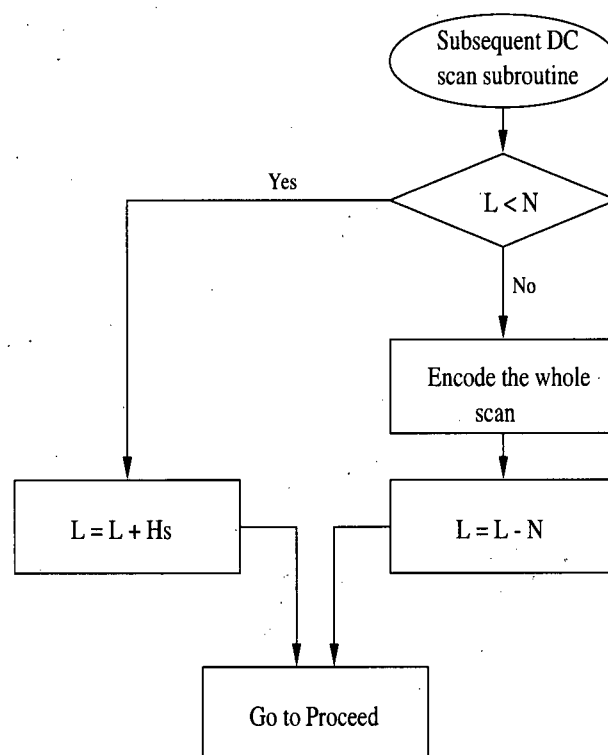 Subsequent DC
scan subroutine
Yes
L < N
No
Encode the whole
scan
L = L + Hs
L = L - N
Go to Proceed